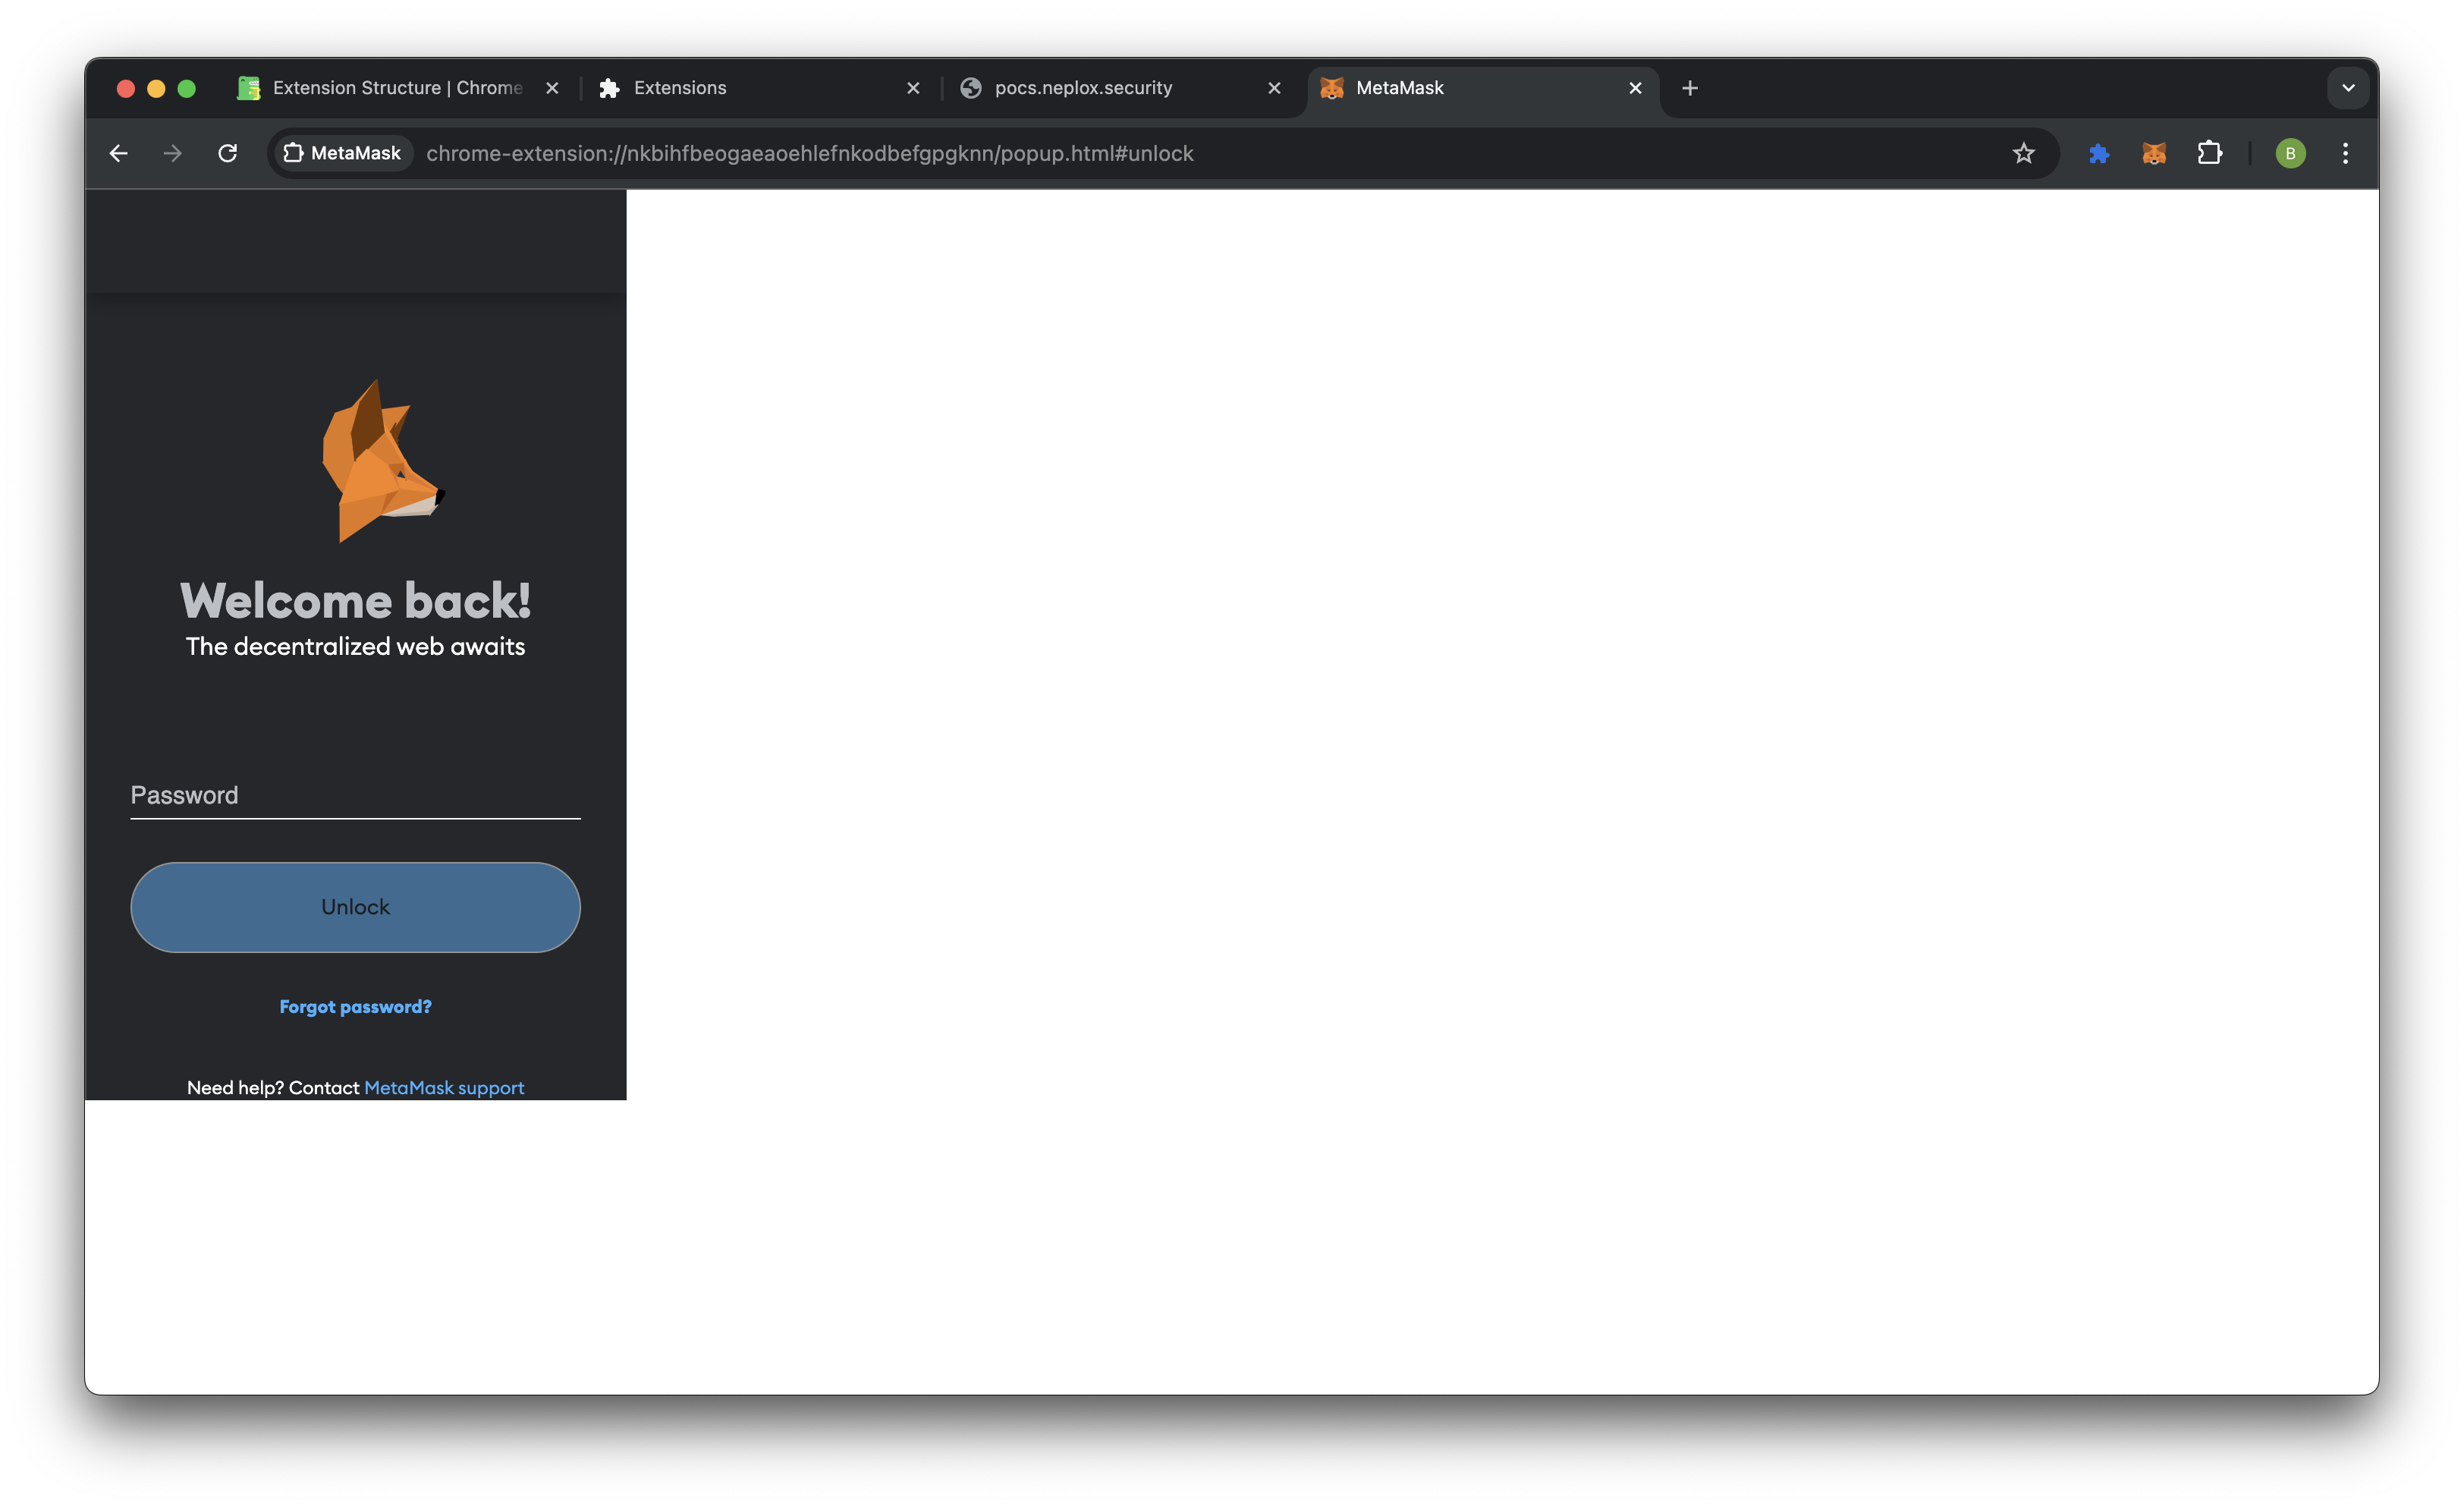 Extension Structure | Chrome
Extensions
pocs.neplox.security
MetaMask
MetaMask
chrome-extension://nkbihfbeogaeaoehlefnkodbefgpgknn/popup.html#unlock
B
Welcome back!
The decentralized web awaits
Password
Unlock
Forgot password?
Need help? Contact MetaMask support